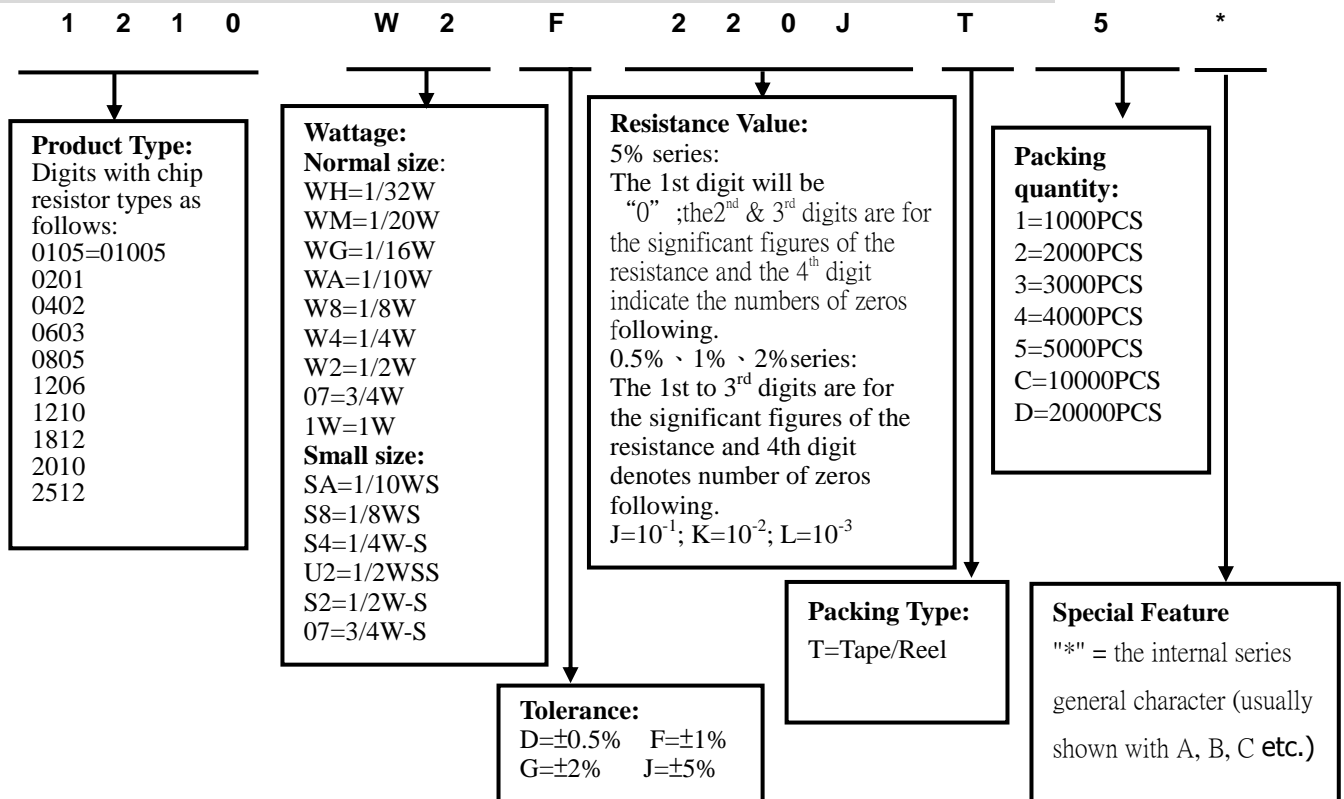 1 2 1 0 W 2 F 2 2 0 J T 5 *
Product Type:
Digits with chip
resistor types as
follows:
0105=01005
0201
0402
0603
0805
1206
1210
1812
2010
2512
Wattage:
Normal size:
WH=1/32W
WM=1/20W
WG=1/16W
WA=1/10W
W8=1/8W
W4=1/4W
W2=1/2W
07=3/4W
1W=1W
Small size:
SA=1/10WS
S8=1/8WS
S4=1/4W-S
U2=1/2WSS
S2=1/2W-S
07=3/4W-S
Tolerance:
D=±0.5% F=±1%
G=±2% J=±5%
Resistance Value:
5% series:
The 1st digit will be
“0” ;the2nd & 3rd digits are for
the significant figures of the
resistance and the 4th digit
indicate the numbers of zeros
following.
0.5%、1%、2%series:
The 1st to 3rd digits are for
the significant figures of the
resistance and 4th digit
denotes number of zeros
following.
J=10-1; K=10-2; L=10-3
Packing Type:
T=Tape/Reel
Packing
quantity:
1=1000PCS
2=2000PCS
3=3000PCS
4=4000PCS
5=5000PCS
C=10000PCS
D=20000PCS
Special Feature
"*" = the internal series
general character (usually
shown with A, B, C etc.)